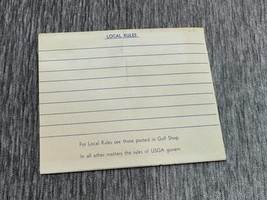 LOCAL RULES
For Local Rules see those posted in Golf Shop.
In all other matters the rules of USGA govern